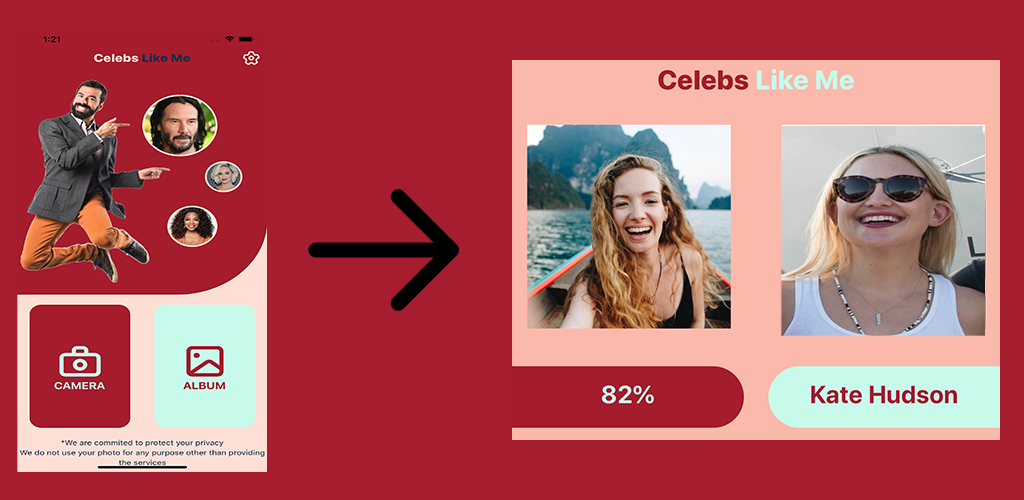 1:21
Celebs Like Me
CAMERA
ALBUM
*We are commited to protect your privacy
We do not use your photo for any purpose other than providing
the services
Celebs Like Me
82%
Kate Hudson